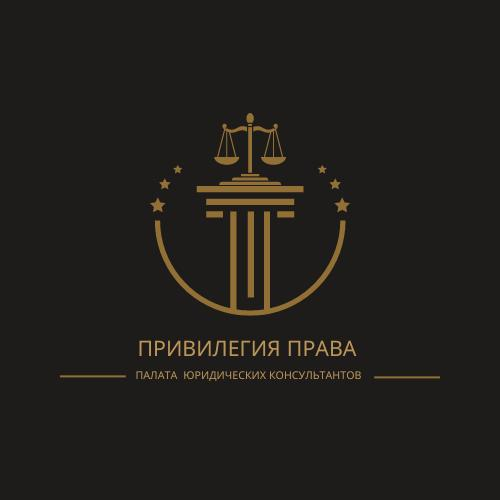 ПРИВИЛЕГИЯ ПРАВА
ПАЛАТА ЮРИДИЧЕСКИХ КОНСУЛЬТАНТОВ